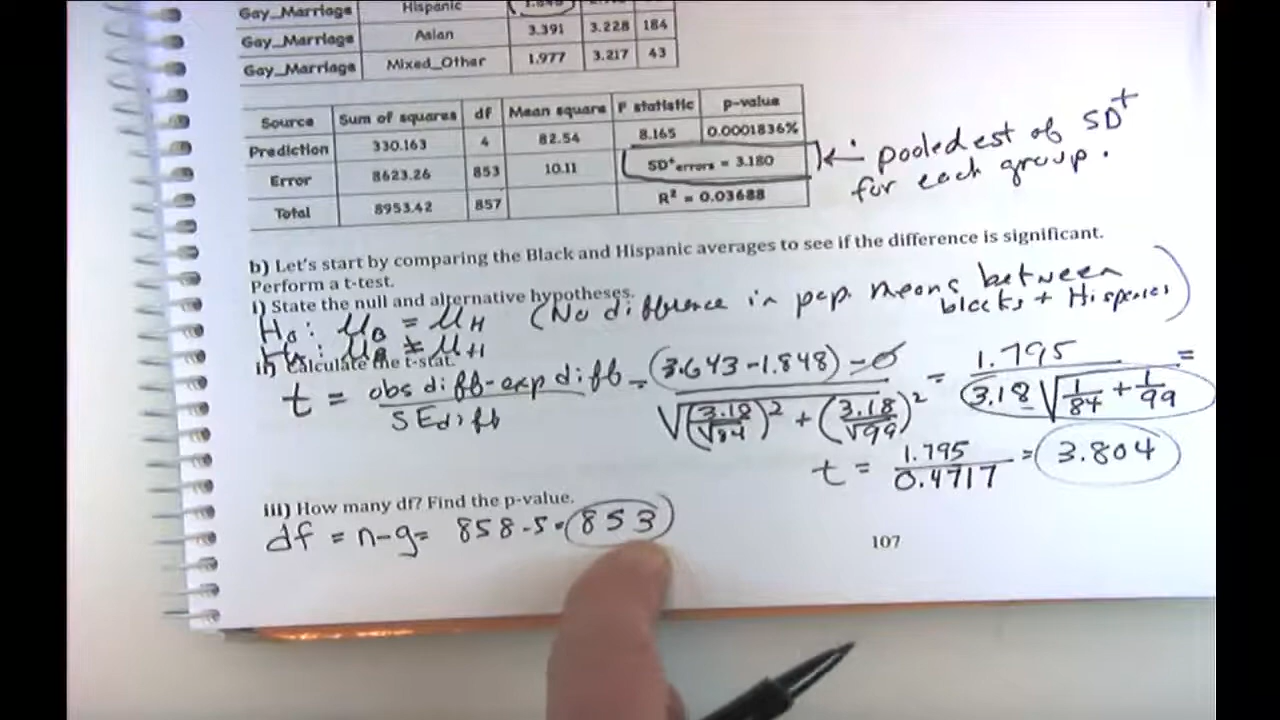 Gay_Marriage Hispanic
Gay_Marriage Asian 3.391 3.228 184
Gay_Marriage Mixed_Other 1.977 3.217 43
Source Sum of squares df Mean square F statistic p-value
Prediction 330.163 4 82.54 8.165 0.0001836%
Error 8623.26 853 10.11 SD⁺errors = 3.180
Total 8953.42 857 R² = 0.03688
← pooled est of SD⁺
for each group.
b) Let's start by comparing the Black and Hispanic averages to see if the difference is significant.
Perform a t-test.
i) State the null and alternative hypotheses.
H₀: μB = μH (No difference in pop. means between
blacks + Hispanics)
HA: μB ≠ μH
ii) Calculate the t-stat.
t = obs diff - exp diff / SE diff = (3.643 - 1.848) - 0 / √((3.18/√84)² + (3.18/√99)²) = 1.795 / 3.18 √(1/84 + 1/99) =
t = 1.795 / 0.4717 = 3.804
iii) How many df? Find the p-value.
df = n-g = 858-5 = 853
107